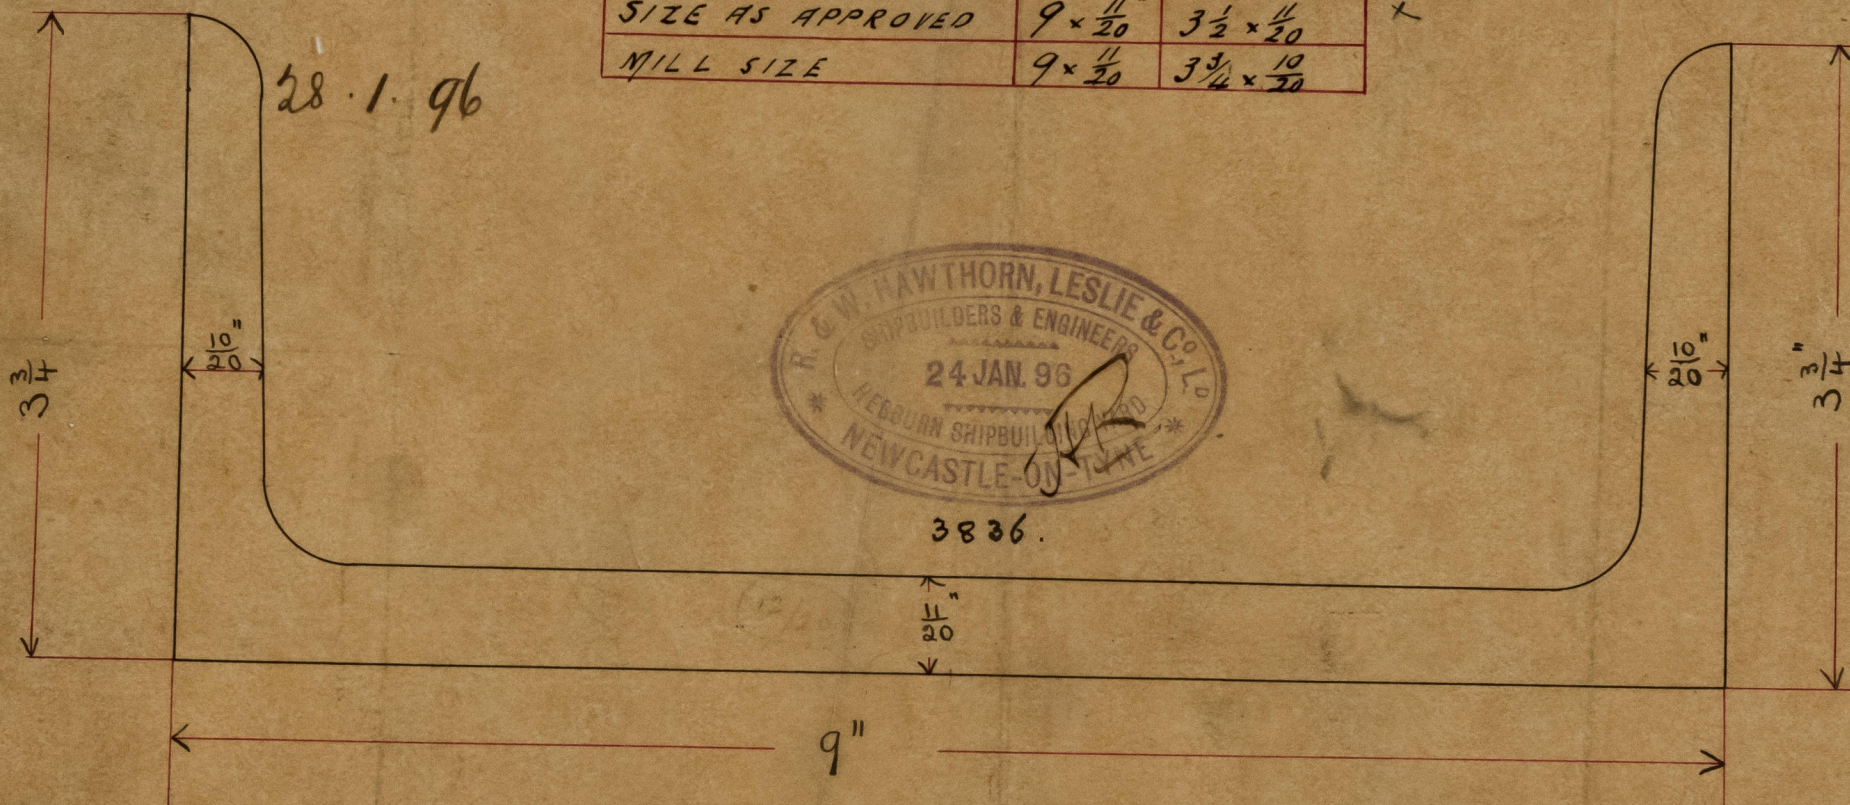 SIZE AS APPROVED 9 × 11/20 3 1/2 × 11/20 ×
MILL SIZE 9 × 11/20 3 3/4 × 10/20
28.1.96
R. & W. HAWTHORN, LESLIE & Co., LD
SHIPBUILDERS & ENGINEERS
24 JAN. 96
HEBBURN SHIPBUILDING YARD
NEWCASTLE-ON-TYNE
3836.
3 3/4
10/20"
10/20"
3 3/4"
11/20"
9"